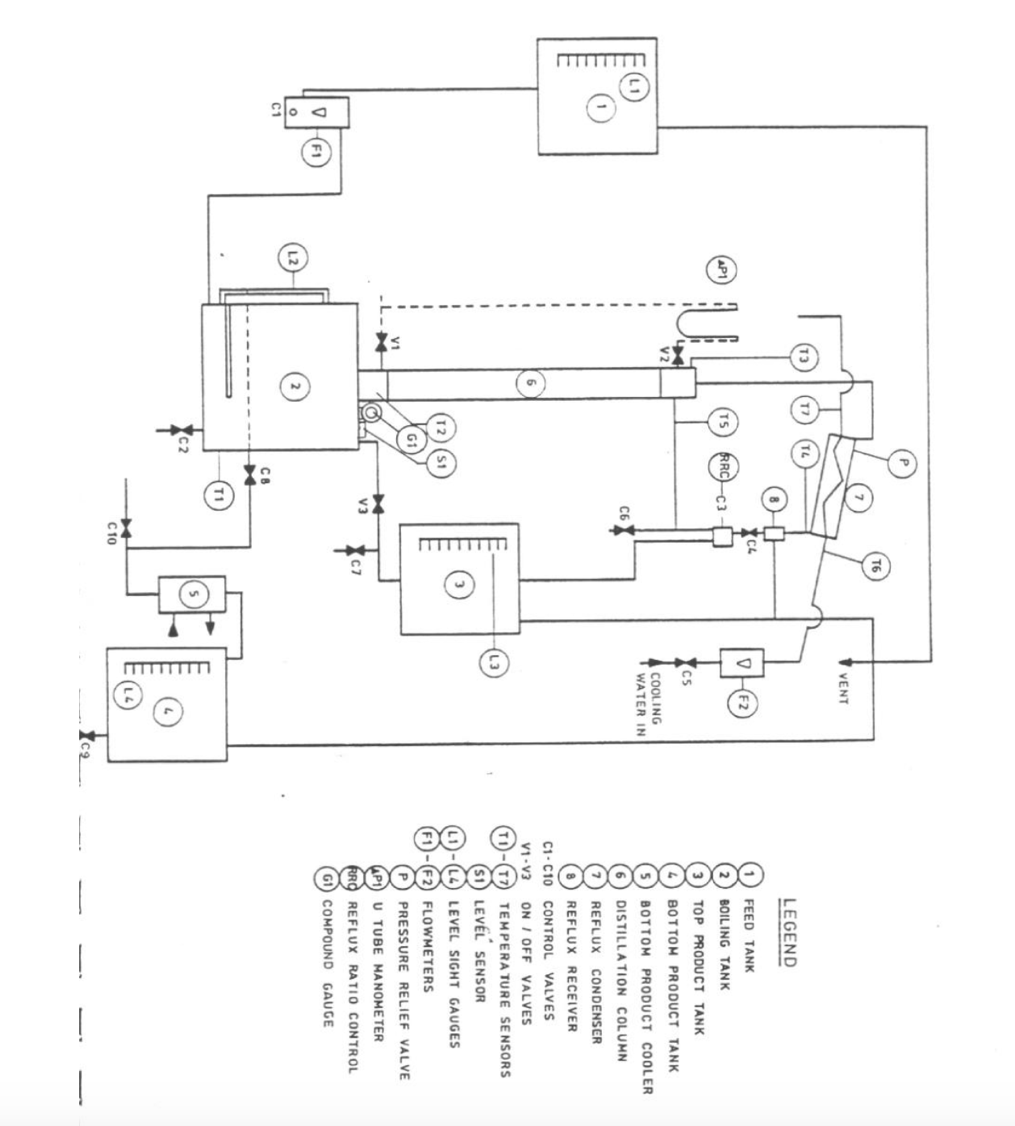 P
T6
7
VENT
T3
T7
T4
8
C4
F2
ΔP1
T5
RRC
C3
C5
V2
COOLING
WATER IN
L1
C6
1
6
L3
3
T2
S1
G1
V1
V3
C7
F1
L2
2
C1
C8
T1
5
C2
4
L4
C10
C9
LEGEND
1 FEED TANK
2 BOILING TANK
3 TOP PRODUCT TANK
4 BOTTOM PRODUCT TANK
5 BOTTOM PRODUCT COOLER
6 DISTILLATION COLUMN
7 REFLUX CONDENSER
8 REFLUX RECEIVER
C1-C10 CONTROL VALVES
V1-V3 ON / OFF VALVES
T1-T7 TEMPERATURE SENSORS
S1 LEVEL SENSOR
L1-L4 LEVEL SIGHT GAUGES
F1-F2 FLOWMETERS
P PRESSURE RELIEF VALVE
ΔP1 U TUBE MANOMETER
RRC REFLUX RATIO CONTROL
G1 COMPOUND GAUGE